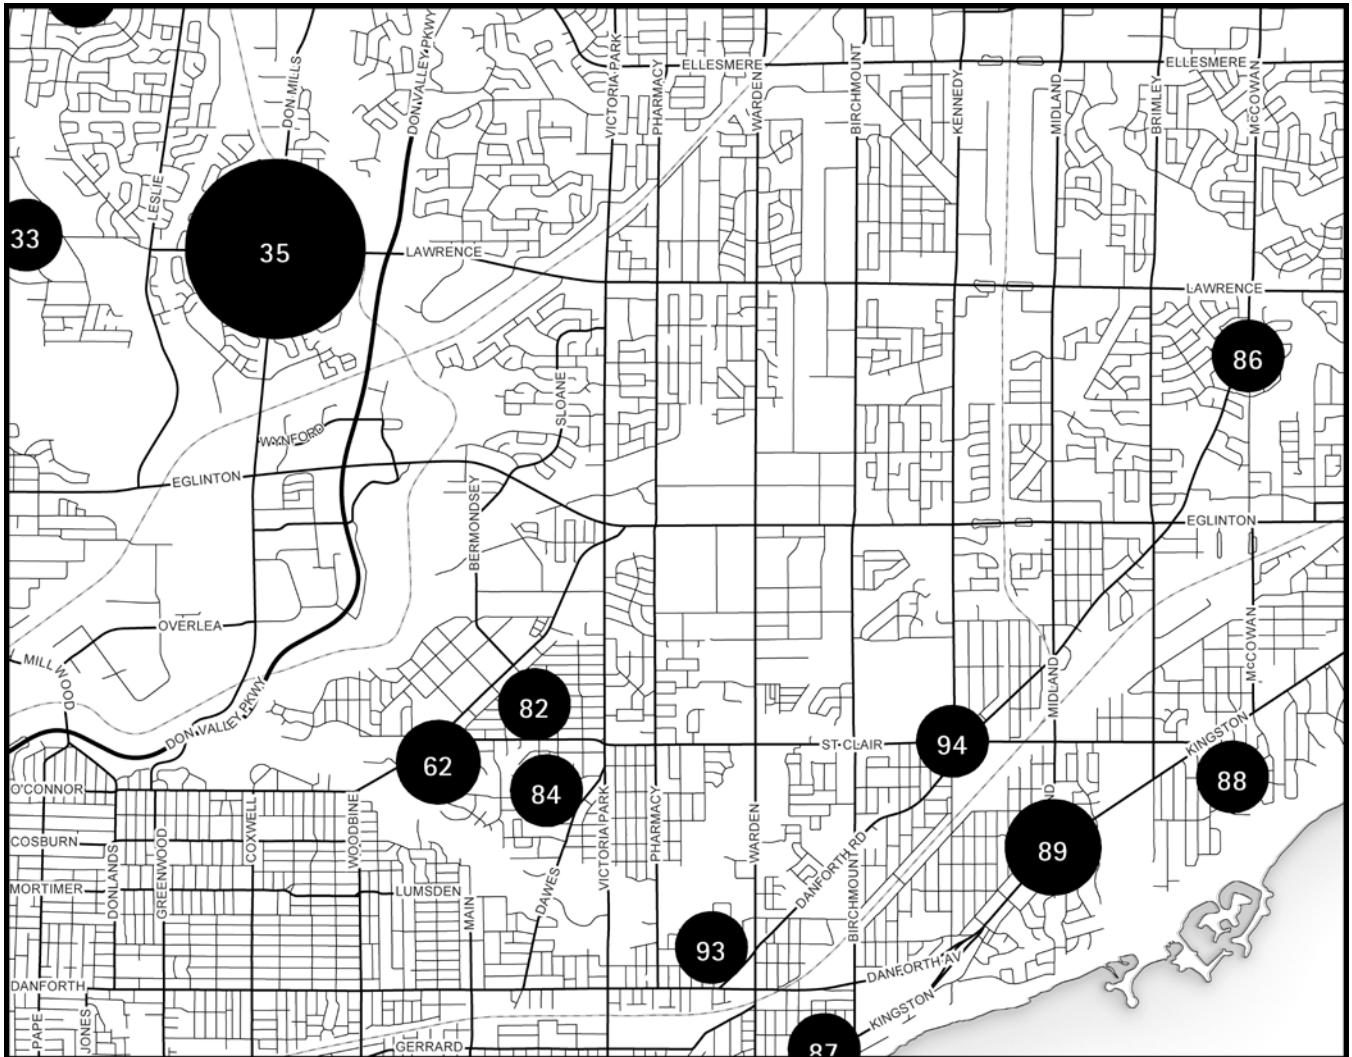 DON MILLS
DON VALLEY PKWY
VICTORIA PARK
PHARMACY
ELLESMERE
WARDEN
BIRCHMOUNT
KENNEDY
MIDLAND
BRIMLEY
ELLESMERE
MCCOWAN
LESLIE
33
35
LAWRENCE
LAWRENCE
86
SLOANE
WYNFORD
EGLINTON
BERMONDSEY
EGLINTON
OVERLEA
MILLWOOD
McCOWAN
MIDLAND
DON VALLEY PKWY
82
62
84
ST CLAIR
94
KINGSTON
88
O'CONNOR
COSBURN
MORTIMER
DONLANDS
GREENWOOD
COXWELL
WOODBINE
LUMSDEN
MAIN
DAWES
VICTORIA PARK
PHARMACY
WARDEN
DANFORTH RD
BIRCHMOUNT
ND
89
93
DANFORTH AV
KINGSTON
DANFORTH
PAPE
JONES
GERRARD
87